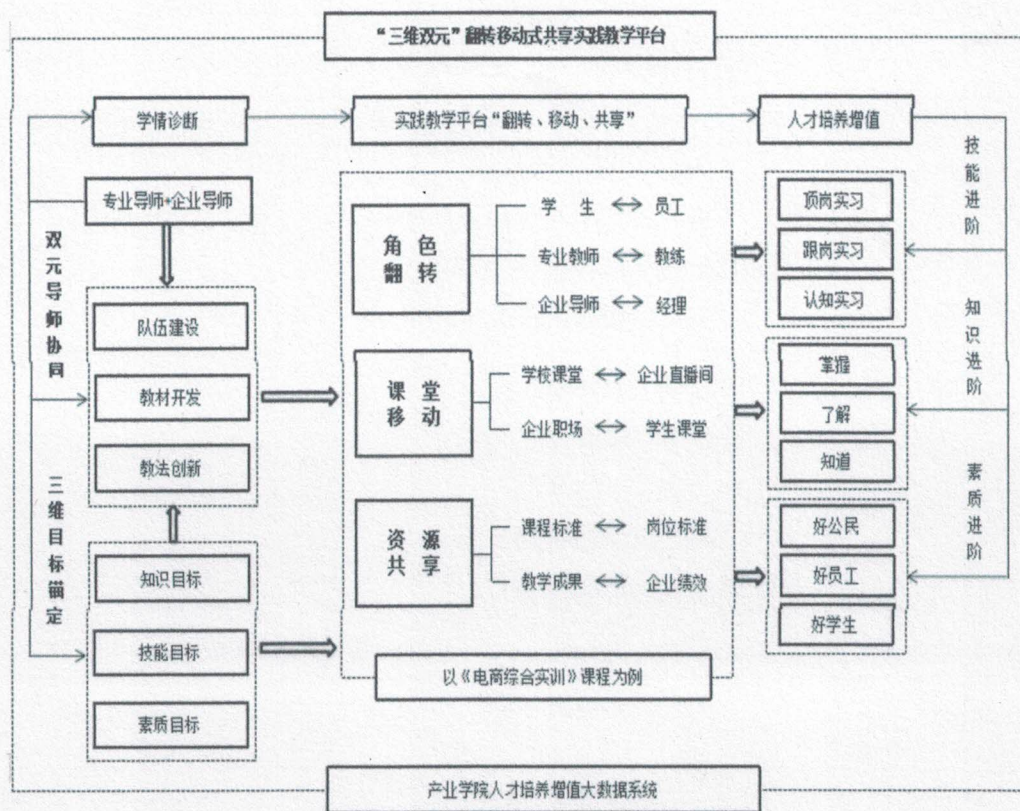 “三维双元”翻转移动式共享实践教学平台
学情诊断
实践教学平台“翻转、移动、共享”
人才培养增值
专业导师+企业导师
双元导师协同
三维目标锚定
队伍建设
教材开发
教法创新
知识目标
技能目标
素质目标
角 色
翻 转
学 生 ↔ 员工
专业教师 ↔ 教练
企业导师 ↔ 经理
课 堂
移 动
学校课堂 ↔ 企业直播间
企业职场 ↔ 学生课堂
资 源
共 享
课程标准 ↔ 岗位标准
教学成果 ↔ 企业绩效
以《电商综合实训》课程为例
顶岗实习
跟岗实习
认知实习
掌握
了解
知道
好公民
好员工
好学生
技能进阶
知识进阶
素质进阶
产业学院人才培养增值大数据系统